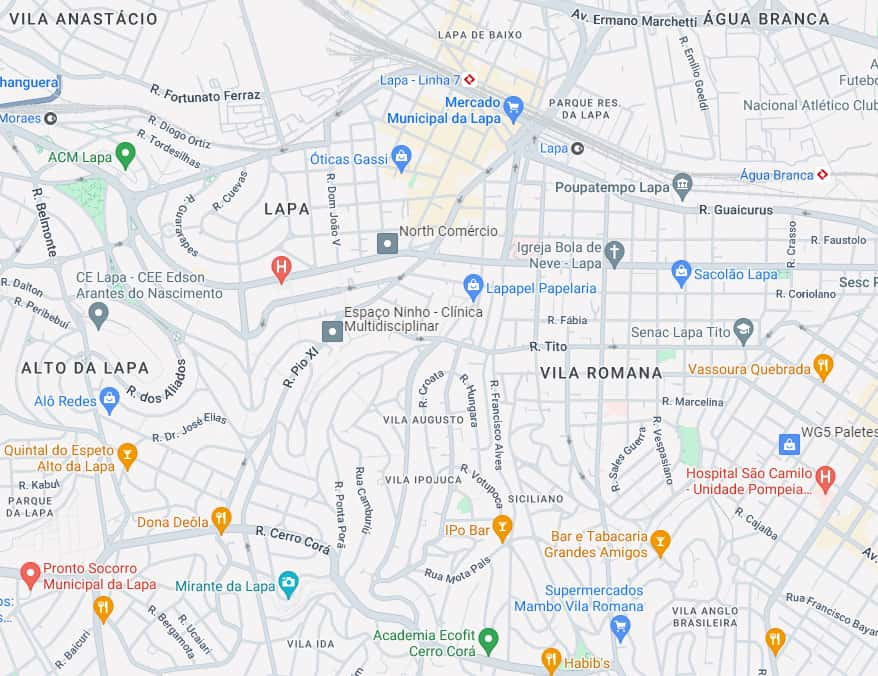 VILA ANASTÁCIO
Av. Ermano Marchetti
ÁGUA BRANCA
LAPA DE BAIXO
R. Emílio Goeldi
Futebo
hanguera
Lapa - Linha 7
R. Fortunato Ferraz
Mercado
Municipal da Lapa
PARQUE RES.
DA LAPA
Nacional Atlético Club
Moraes
R. Diogo Ortiz
R. Tordesilhas
ACM Lapa
Óticas Gassi
Lapa
Água Branca
Poupatempo Lapa
R. Cuevas
R. Guararapes
R. Dom João V
R. Belmonte
LAPA
R. Guaicurus
North Comércio
R. Crasso
R. Faustolo
Igreja Bola de
Neve - Lapa
Sacolão Lapa
Sesc P
CE Lapa - CEE Edson
Arantes do Nascimento
R. Dalton
R. Peribebuí
Lapapel Papelaria
R. Coriolano
Espaço Ninho - Clínica
Multidisciplinar
R. Fábia
Senac Lapa Tito
R. Tito
ALTO DA LAPA
R. dos Aliados
R. Pio XI
VILA ROMANA
Vassoura Quebrada
R. Croata
R. Hungara
R. Francisco Alves
Alô Redes
R. Marcelina
VILA AUGUSTO
R. Dr. José Elias
R. Sales Guerra
R. Vespasiano
WG5 Paletes
Quintal do Espeto
Alto da Lapa
R. Kabul
VILA IPOJUCA
R. Votupoca
Hospital São Camilo
- Unidade Pompeia...
PARQUE
DA LAPA
R. Ponta Porã
Rua Camburiú
SICILIANO
R. Cajaíba
Dona Deôla
R. Cerro Corá
IPo Bar
Bar e Tabacaria
Grandes Amigos
Av.
Pronto Socorro
Municipal da Lapa
Mirante da Lapa
Rua Mota Pais
Supermercados
Mambo Vila Romana
os:
s...
VILA ANGLO
BRASILEIRA
Rua Francisco Bayar
R. Baicuri
R. Bergamota
R. Ucaiari
VILA IDA
Academia Ecofit
Cerro Corá
Habib's